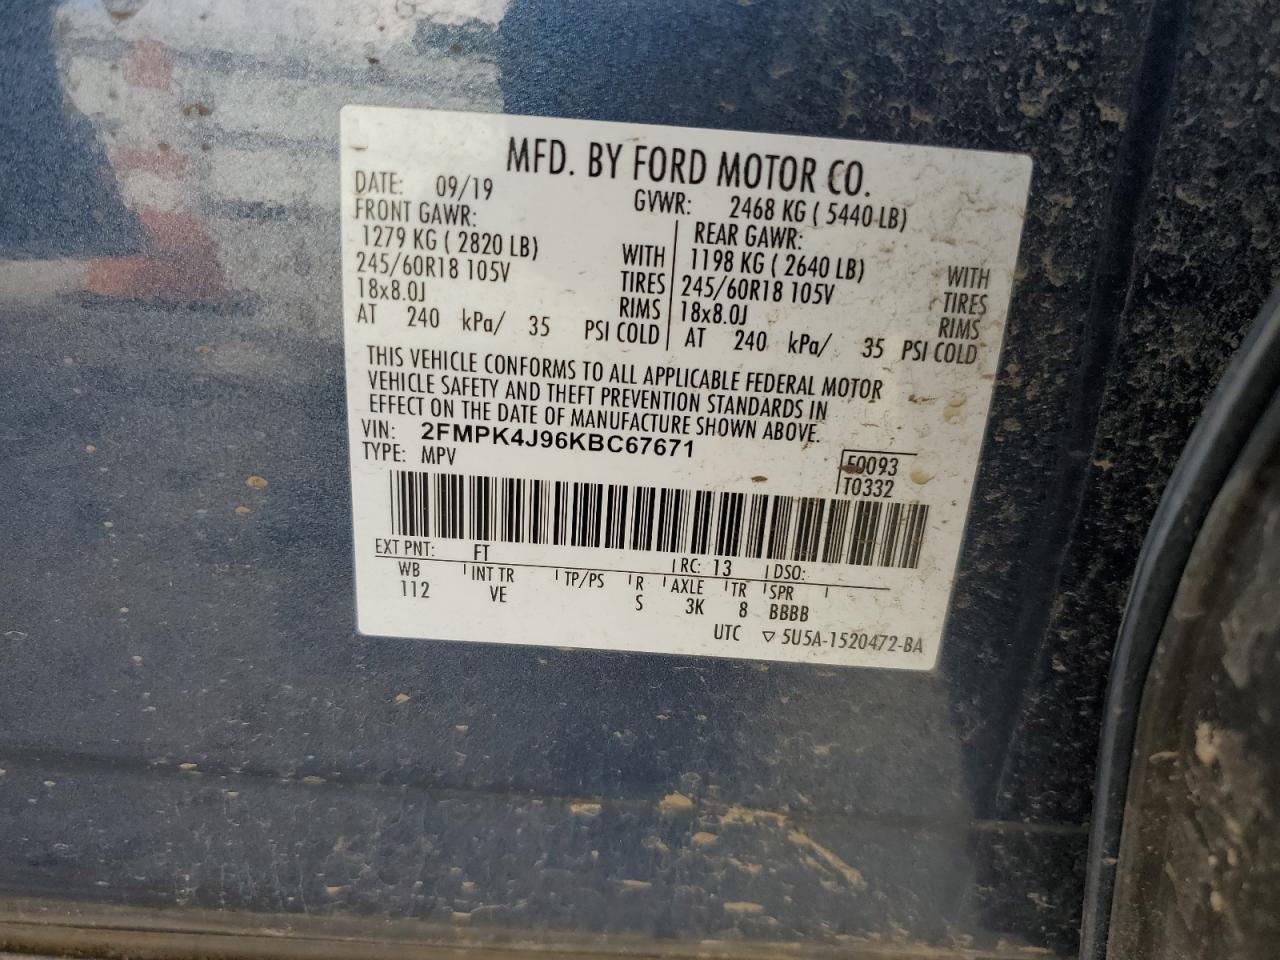 MFD. BY FORD MOTOR CO.
DATE: 09/19 GVWR: 2468 KG ( 5440 LB)
FRONT GAWR: REAR GAWR:
1279 KG ( 2820 LB) WITH 1198 KG ( 2640 LB) WITH
245/60R18 105V TIRES 245/60R18 105V TIRES
18x8.0J RIMS 18x8.0J RIMS
AT 240 kPa/ 35 PSI COLD AT 240 kPa/ 35 PSI COLD
THIS VEHICLE CONFORMS TO ALL APPLICABLE FEDERAL MOTOR
VEHICLE SAFETY AND THEFT PREVENTION STANDARDS IN
EFFECT ON THE DATE OF MANUFACTURE SHOWN ABOVE.
VIN: 2FMPK4J96KBC67671
TYPE: MPV
F0093
T0332
EXT PNT: FT RC: 13 DSO:
WB INT TR TP/PS R AXLE TR SPR
112 VE S 3K 8 BBBB
UTC ▽ 5U5A-1520472-BA